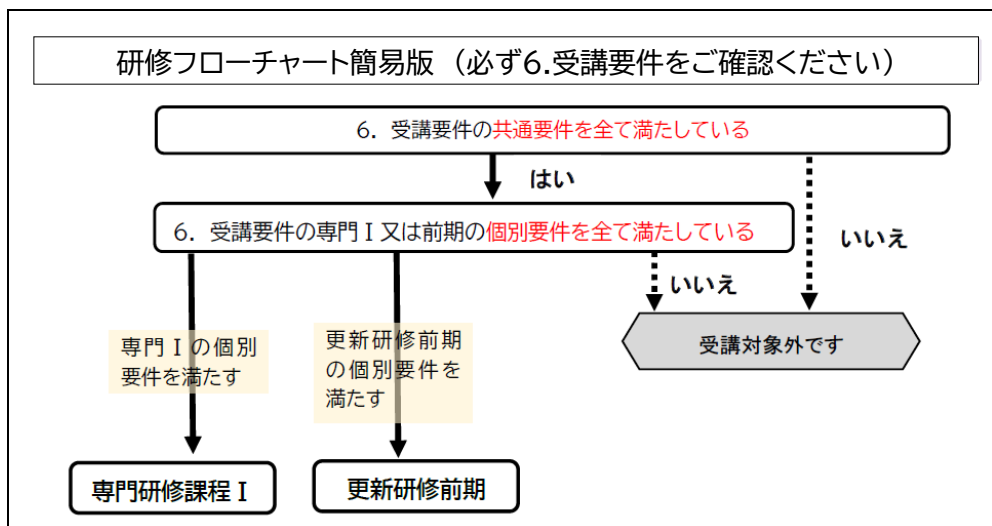 研修フローチャート簡易版 （必ず6.受講要件をご確認ください）
6. 受講要件の共通要件を全て満たしている
はい
6. 受講要件の専門Ⅰ又は前期の個別要件を全て満たしている
いいえ
いいえ
専門Ⅰの個別
要件を満たす
更新研修前期
の個別要件を
満たす
受講対象外です
専門研修課程Ⅰ
更新研修前期